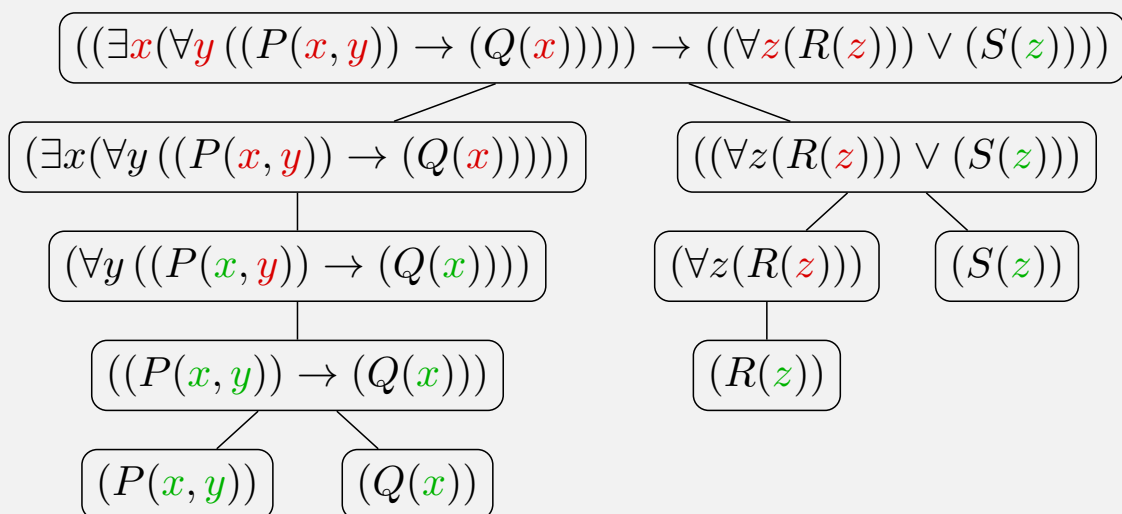 ((∃x(∀y ((P(x, y)) → (Q(x))))) → ((∀z(R(z))) ∨ (S(z))))
(∃x(∀y ((P(x, y)) → (Q(x)))))
((∀z(R(z))) ∨ (S(z)))
(∀y ((P(x, y)) → (Q(x))))
(∀z(R(z)))
(S(z))
((P(x, y)) → (Q(x)))
(R(z))
(P(x, y))
(Q(x))